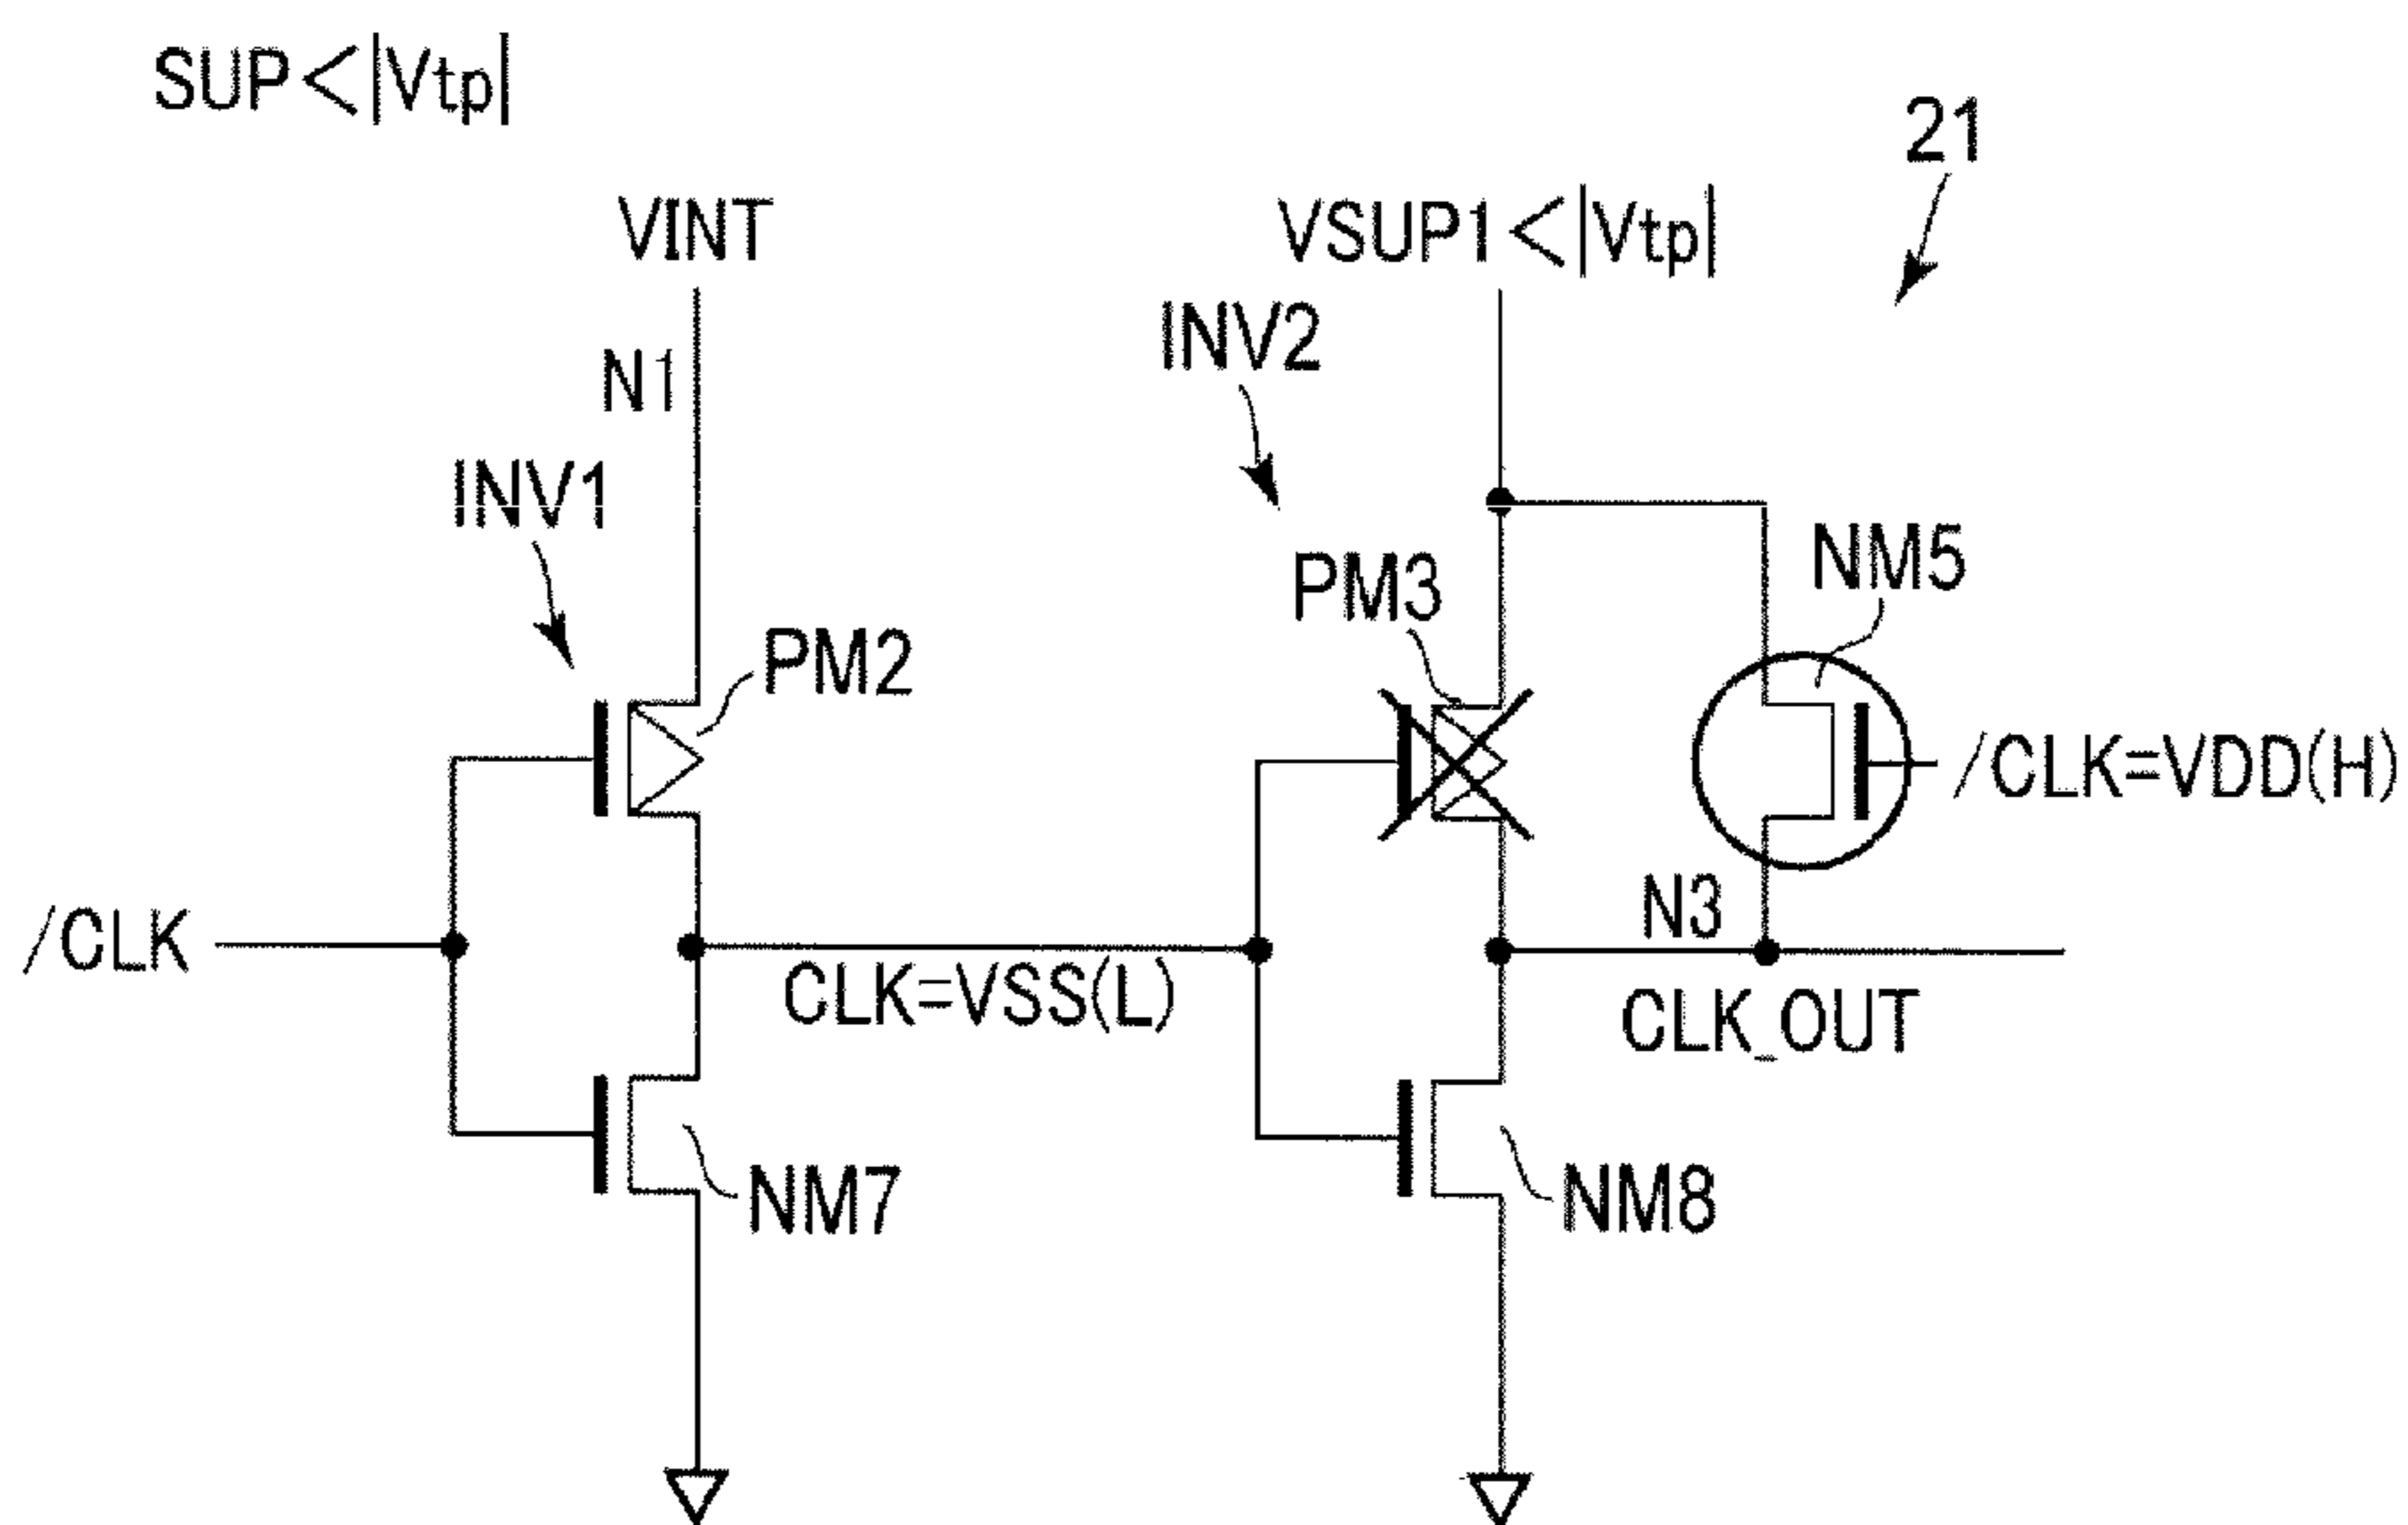 SUP<|Vtp|
21
VINT
VSUP1<|Vtp|
INV2
N1
INV1
NM5
PM3
PM2
/CLK=VDD(H)
N3
/CLK
CLK=VSS(L)
CLK_OUT
NM7
NM8